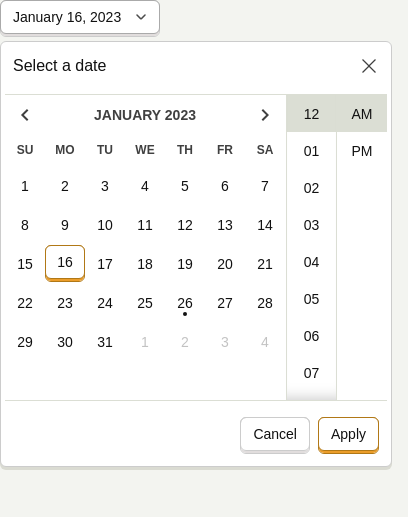 January 16, 2023
Select a date
JANUARY 2023
SU MO TU WE TH FR SA
1 2 3 4 5 6 7
8 9 10 11 12 13 14
15 16 17 18 19 20 21
22 23 24 25 26 27 28
29 30 31 1 2 3 4
12 AM
01 PM
02
03
04
05
06
07
Cancel Apply